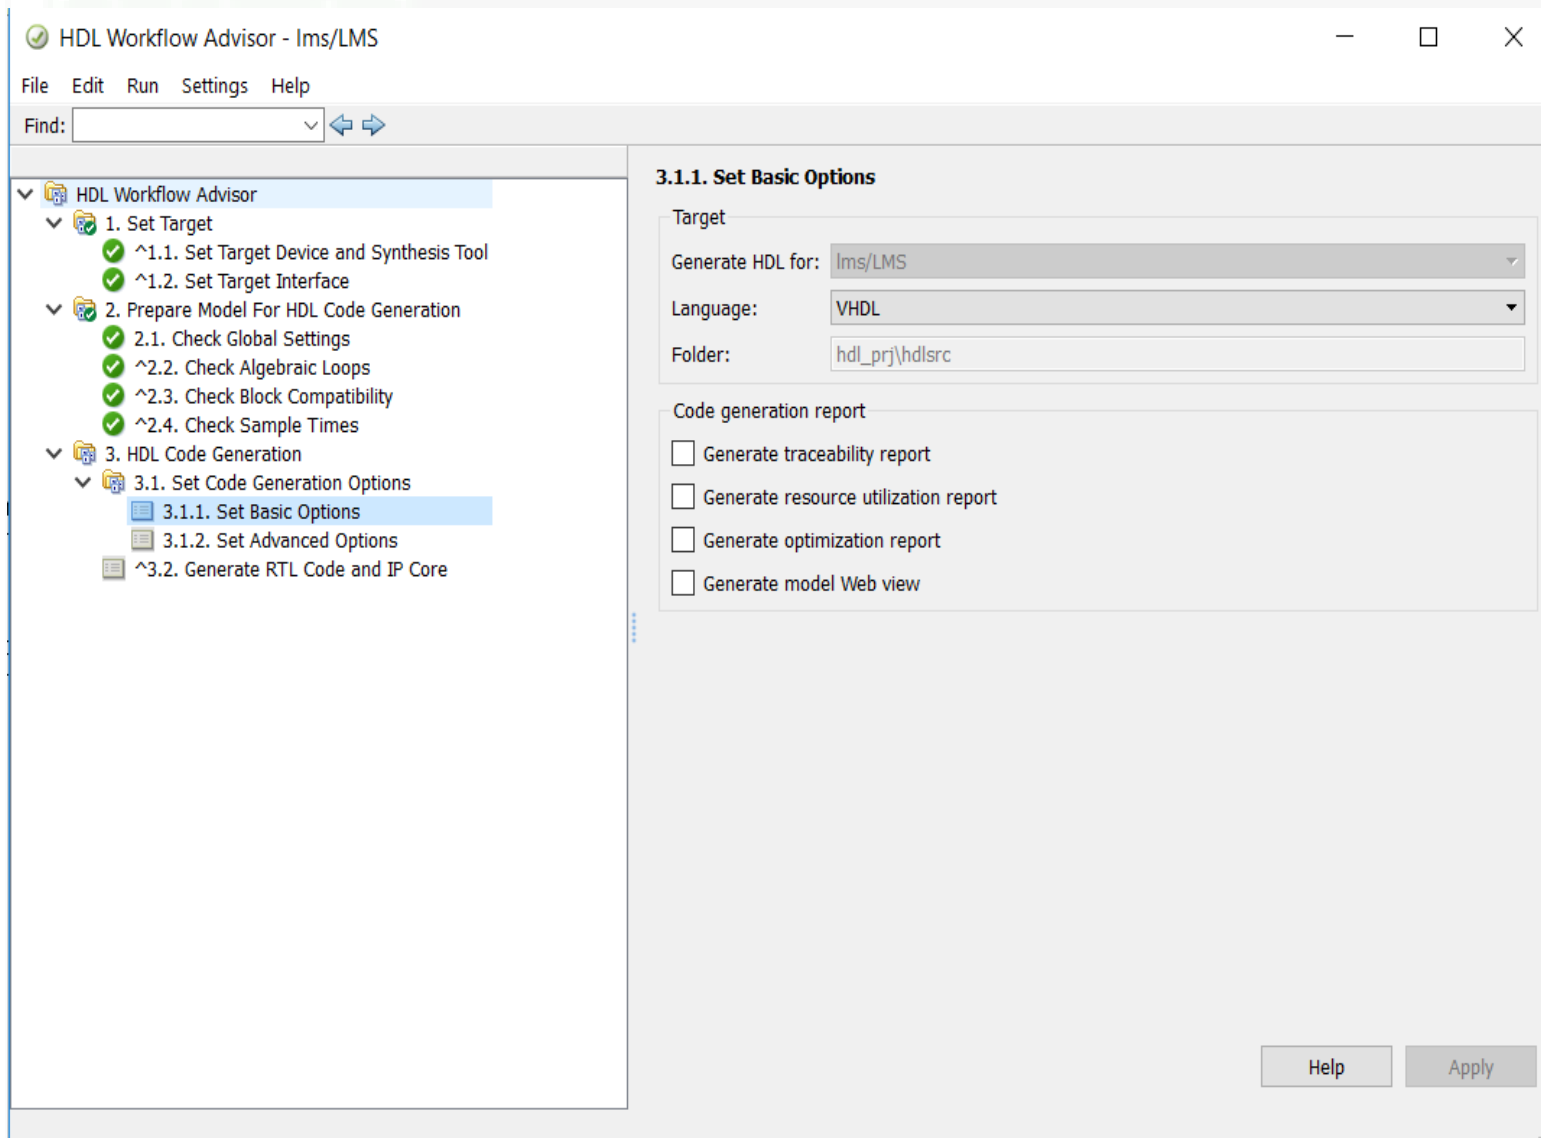 HDL Workflow Advisor - lms/LMS
File Edit Run Settings Help
Find:
HDL Workflow Advisor
1. Set Target
^1.1. Set Target Device and Synthesis Tool
^1.2. Set Target Interface
2. Prepare Model For HDL Code Generation
2.1. Check Global Settings
^2.2. Check Algebraic Loops
^2.3. Check Block Compatibility
^2.4. Check Sample Times
3. HDL Code Generation
3.1. Set Code Generation Options
3.1.1. Set Basic Options
3.1.2. Set Advanced Options
^3.2. Generate RTL Code and IP Core
3.1.1. Set Basic Options
Target
Generate HDL for: lms/LMS
Language: VHDL
Folder: hdl_prj\hdlsrc
Code generation report
Generate traceability report
Generate resource utilization report
Generate optimization report
Generate model Web view
Help Apply